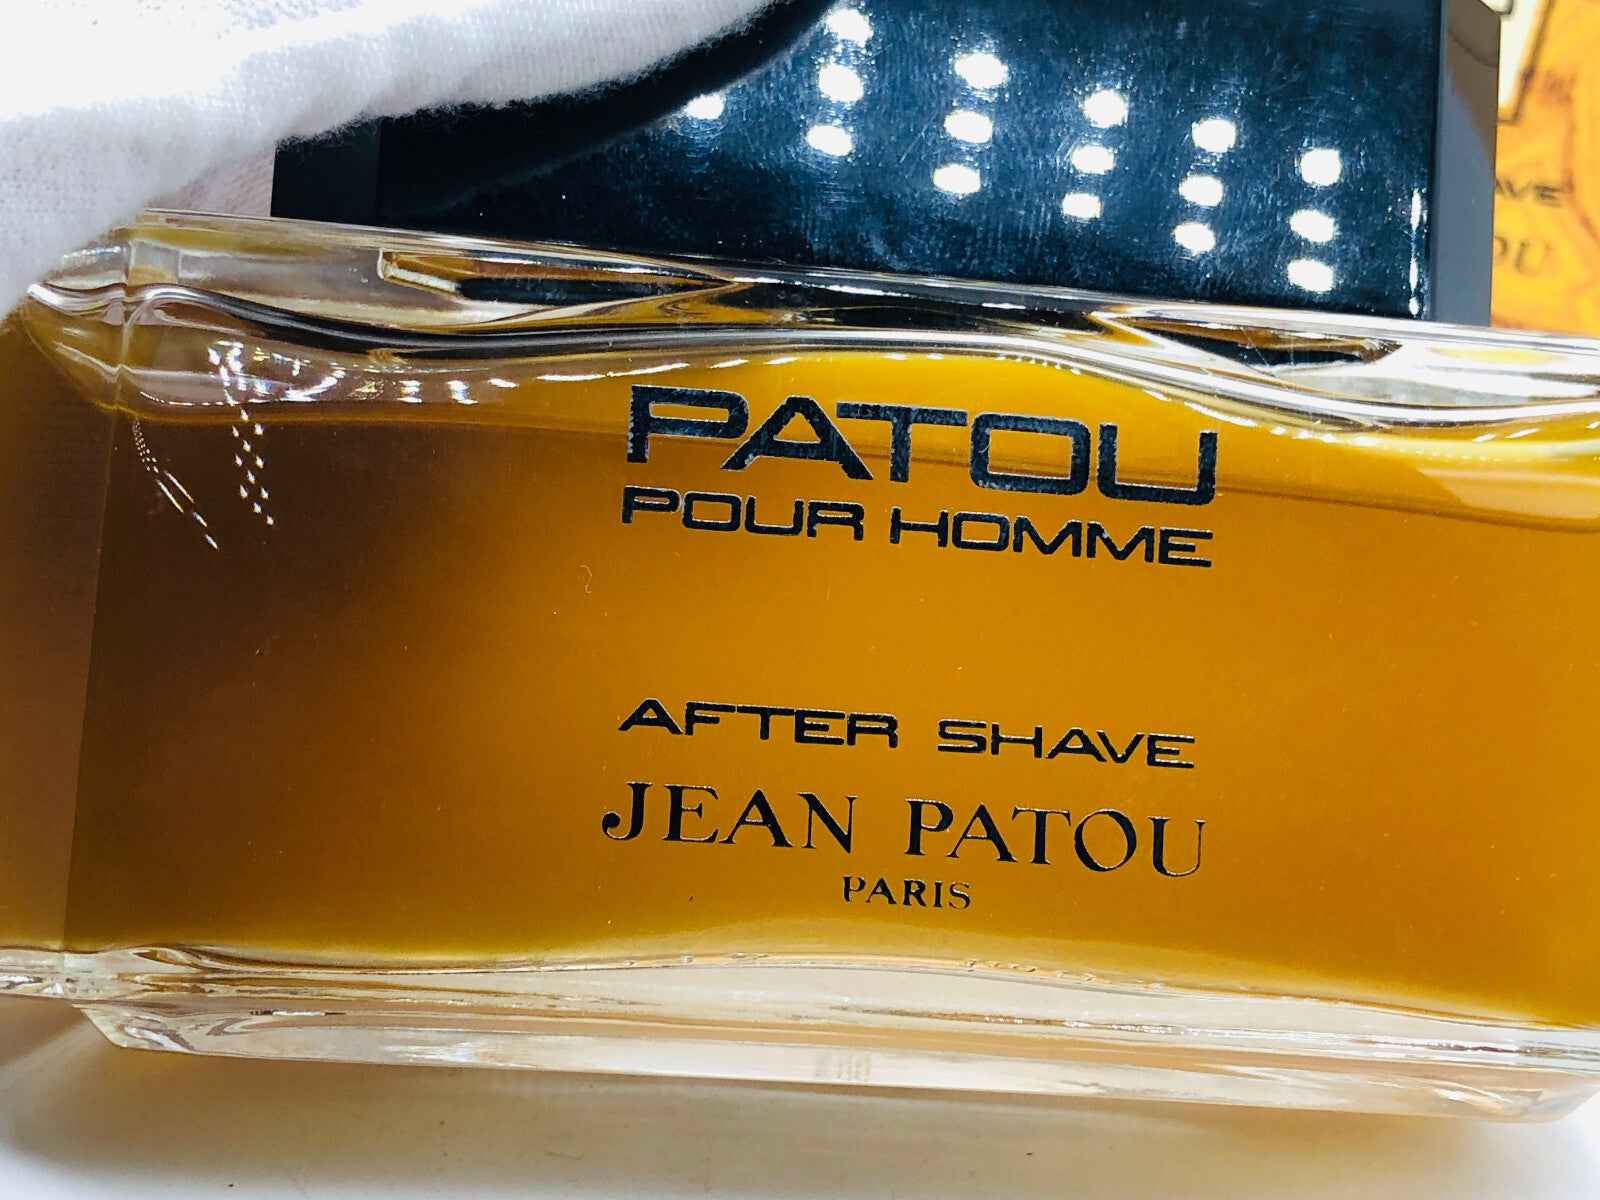 PATOU
POUR HOMME
AFTER SHAVE
JEAN PATOU
PARIS